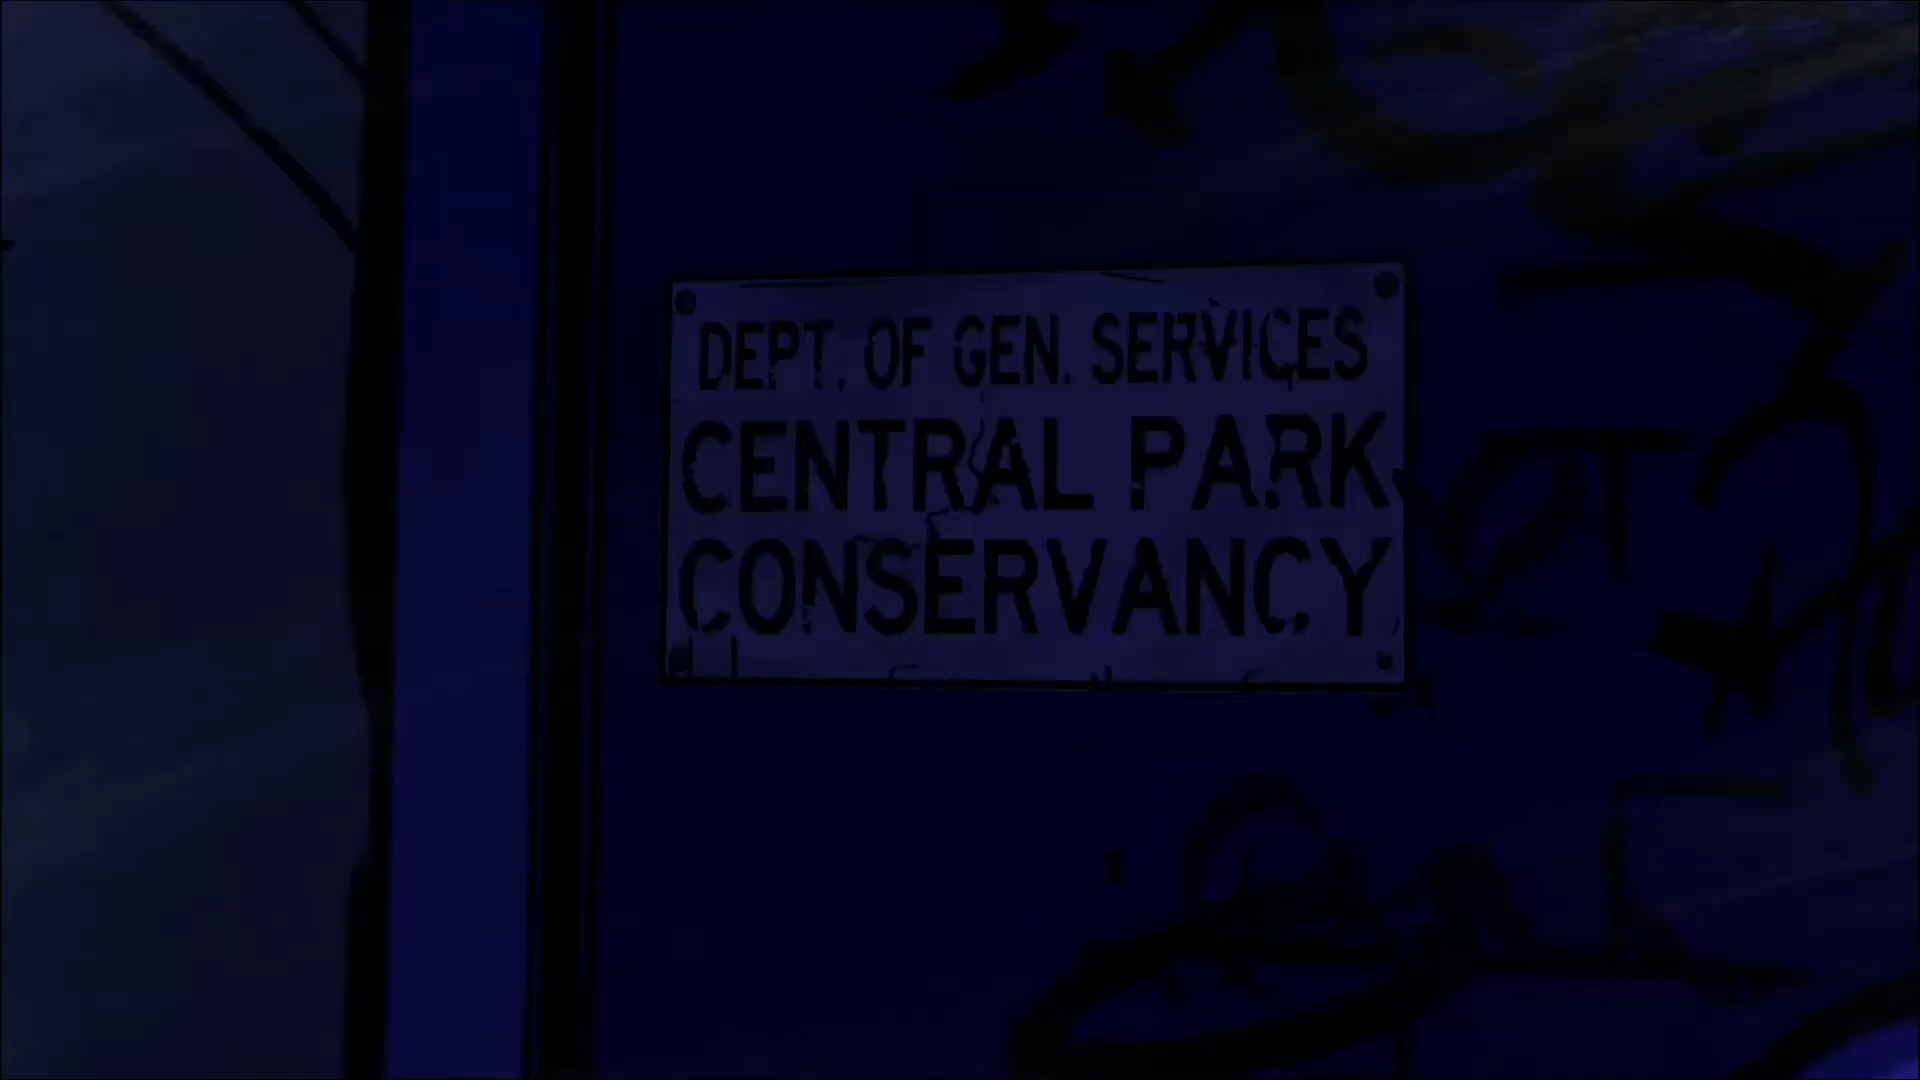 DEPT. OF GEN. SERVICES
CENTRAL PARK
CONSERVANCY